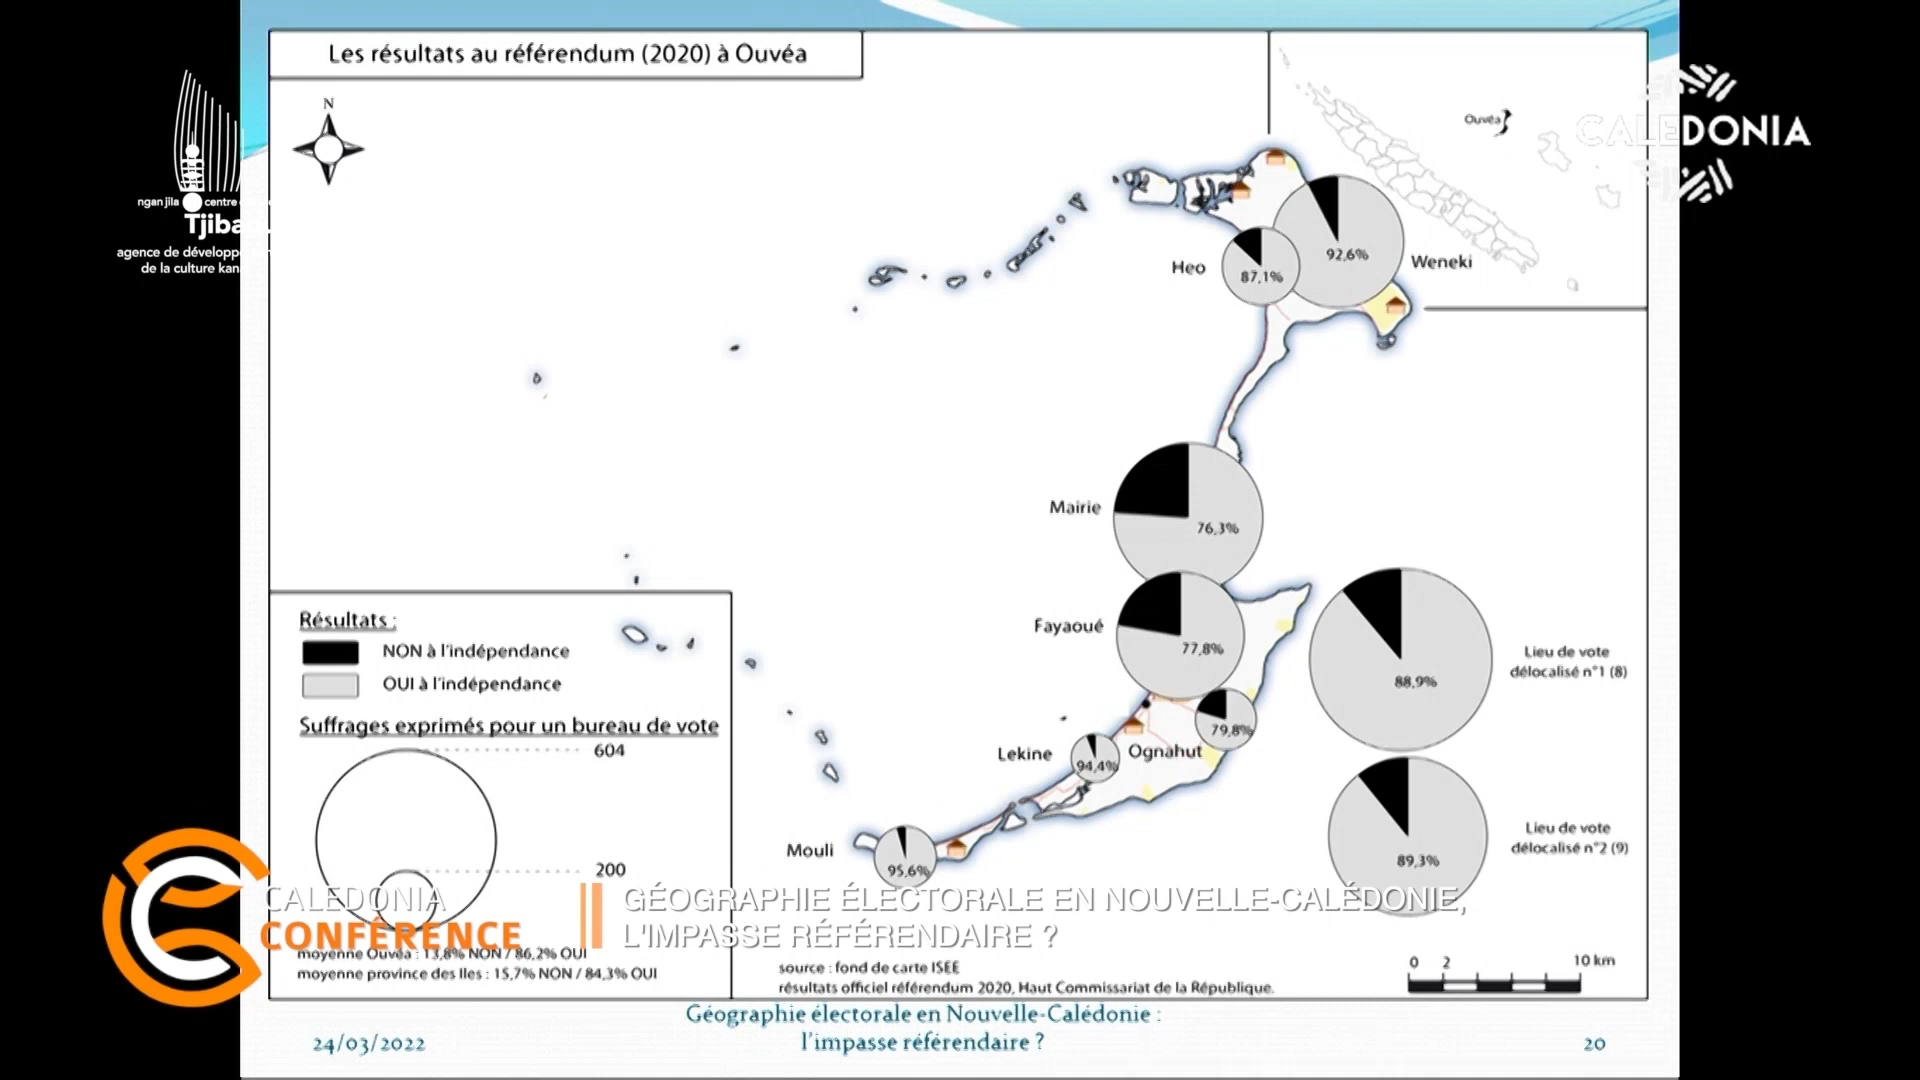 Les résultats au référendum (2020) à Ouvéa
N
Ouvéa
CALEDONIA
ngan jila centre
Tjiba
agence de dévelop
de la culture kan
Heo
87,1%
92,6%
Weneki
Mairie
76,3%
Fayaoué
77,8%
79,8%
Lekine
94,4%
Ognahut
Mouli
95,6%
88,9%
Lieu de vote
délocalisé n°1 (8)
89,3%
Lieu de vote
délocalisé n°2 (9)
Résultats :
NON à l'indépendance
OUI à l'indépendance
Suffrages exprimés pour un bureau de vote
604
200
moyenne Ouvéa : 13,8% NON / 86,2% OUI
moyenne province des Iles : 15,7% NON / 84,3% OUI
CALEDONIA
CONFÉRENCE
GÉOGRAPHIE ÉLECTORALE EN NOUVELLE-CALÉDONIE,
L'IMPASSE RÉFÉRENDAIRE ?
source : fond de carte ISEE
résultats officiel référendum 2020, Haut Commissariat de la République.
0 2 10 km
24/03/2022
Géographie électorale en Nouvelle-Calédonie :
l'impasse référendaire ?
20